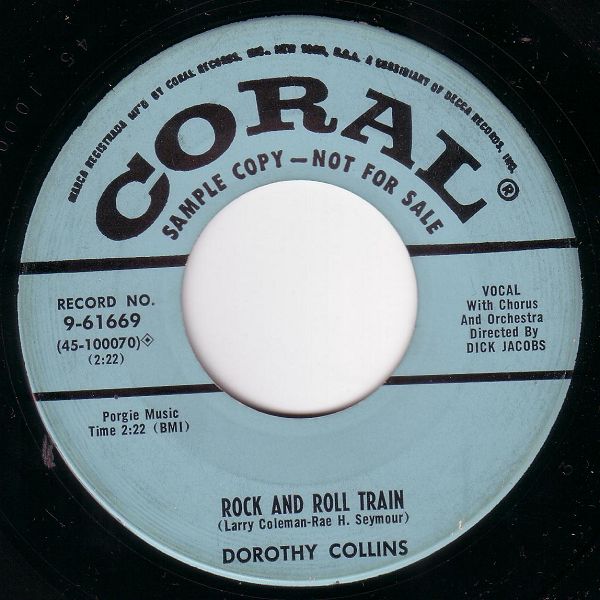 MARCA REGISTRADA MF'D BY CORAL RECORDS, INC., NEW YORK, U.S.A. A SUBSIDIARY OF DECCA RECORDS, INC.
CORAL®
SAMPLE COPY—NOT FOR SALE
RECORD NO.
9-61669
(45-100070)
(2:22)
VOCAL
With Chorus
And Orchestra
Directed By
DICK JACOBS
Porgie Music
Time 2:22 (BMI)
ROCK AND ROLL TRAIN
(Larry Coleman-Rae H. Seymour)
DOROTHY COLLINS